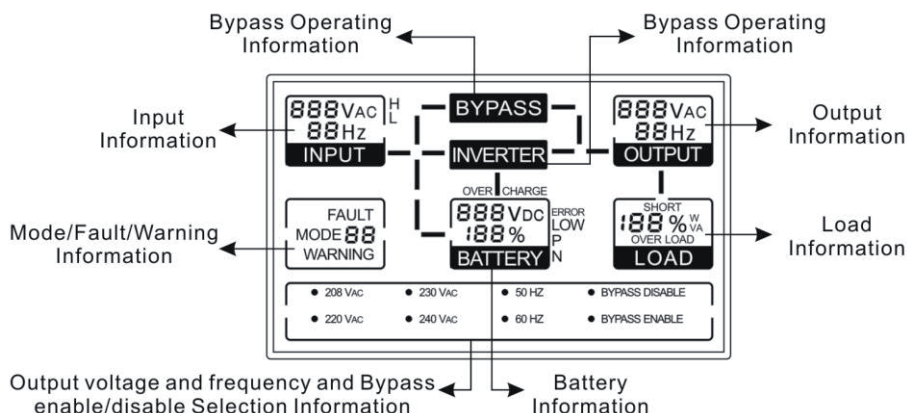 Bypass Operating
Information
Bypass Operating
Information
Input
Information
888VAC H
L
88Hz
INPUT
BYPASS
INVERTER
888VAC
88Hz
OUTPUT
Output
Information
Mode/Fault/Warning
Information
FAULT
MODE 88
WARNING
OVER CHARGE
888VDC
188%
BATTERY
ERROR
LOW
P
N
SHORT
188% W
VA
OVER LOAD
LOAD
Load
Information
208 VAC
230 VAC
50 HZ
BYPASS DISABLE
220 VAC
240 VAC
60 HZ
BYPASS ENABLE
Output voltage and frequency and Bypass
enable/disable Selection Information
Battery
Information